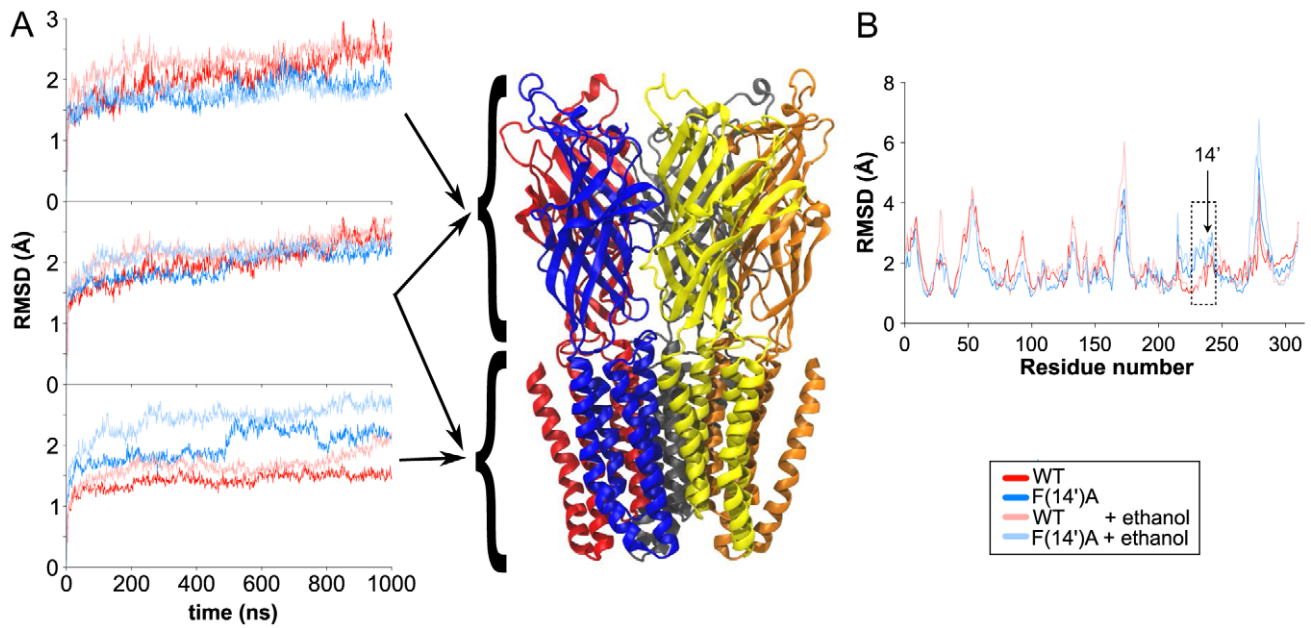 A
B
3
2
1
0
2
1
0
2
1
0
RMSD (Å)
0 200 400 600 800 1000
time (ns)
8
6
4
2
0
RMSD (Å)
14'
0 50 100 150 200 250 300
Residue number
WT
F(14')A
WT + ethanol
F(14')A + ethanol